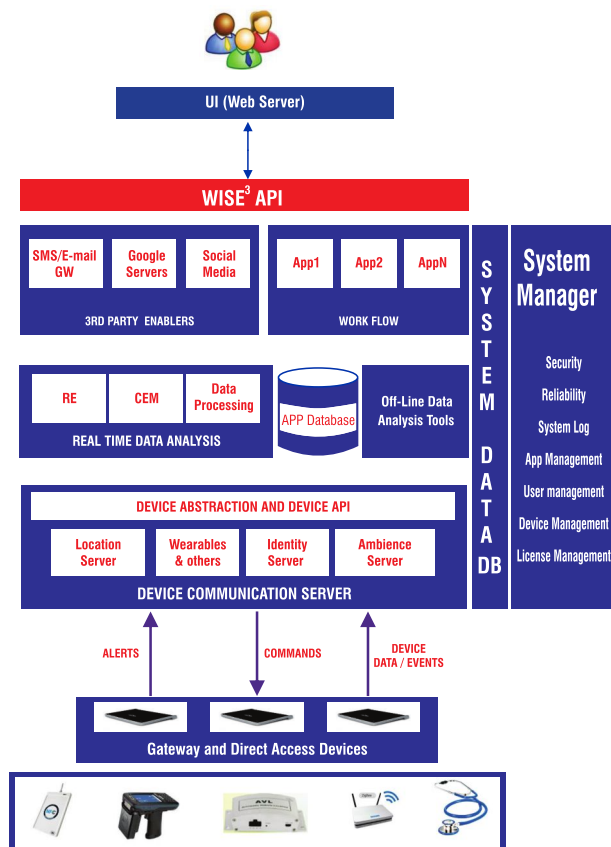 UI (Web Server)
WISE³ API
SMS/E-mail
GW
Google
Servers
Social
Media
3RD PARTY ENABLERS
App1
App2
AppN
WORK FLOW
RE
CEM
Data
Processing
REAL TIME DATA ANALYSIS
APP Database
Off-Line Data
Analysis Tools
DEVICE ABSTRACTION AND DEVICE API
Location
Server
Wearables
& others
Identity
Server
Ambience
Server
DEVICE COMMUNICATION SERVER
SYSTEM DATA DB
System
Manager
Security
Reliability
System Log
App Management
User management
Device Management
License Management
ALERTS
COMMANDS
DEVICE
DATA / EVENTS
Gateway and Direct Access Devices
AVL